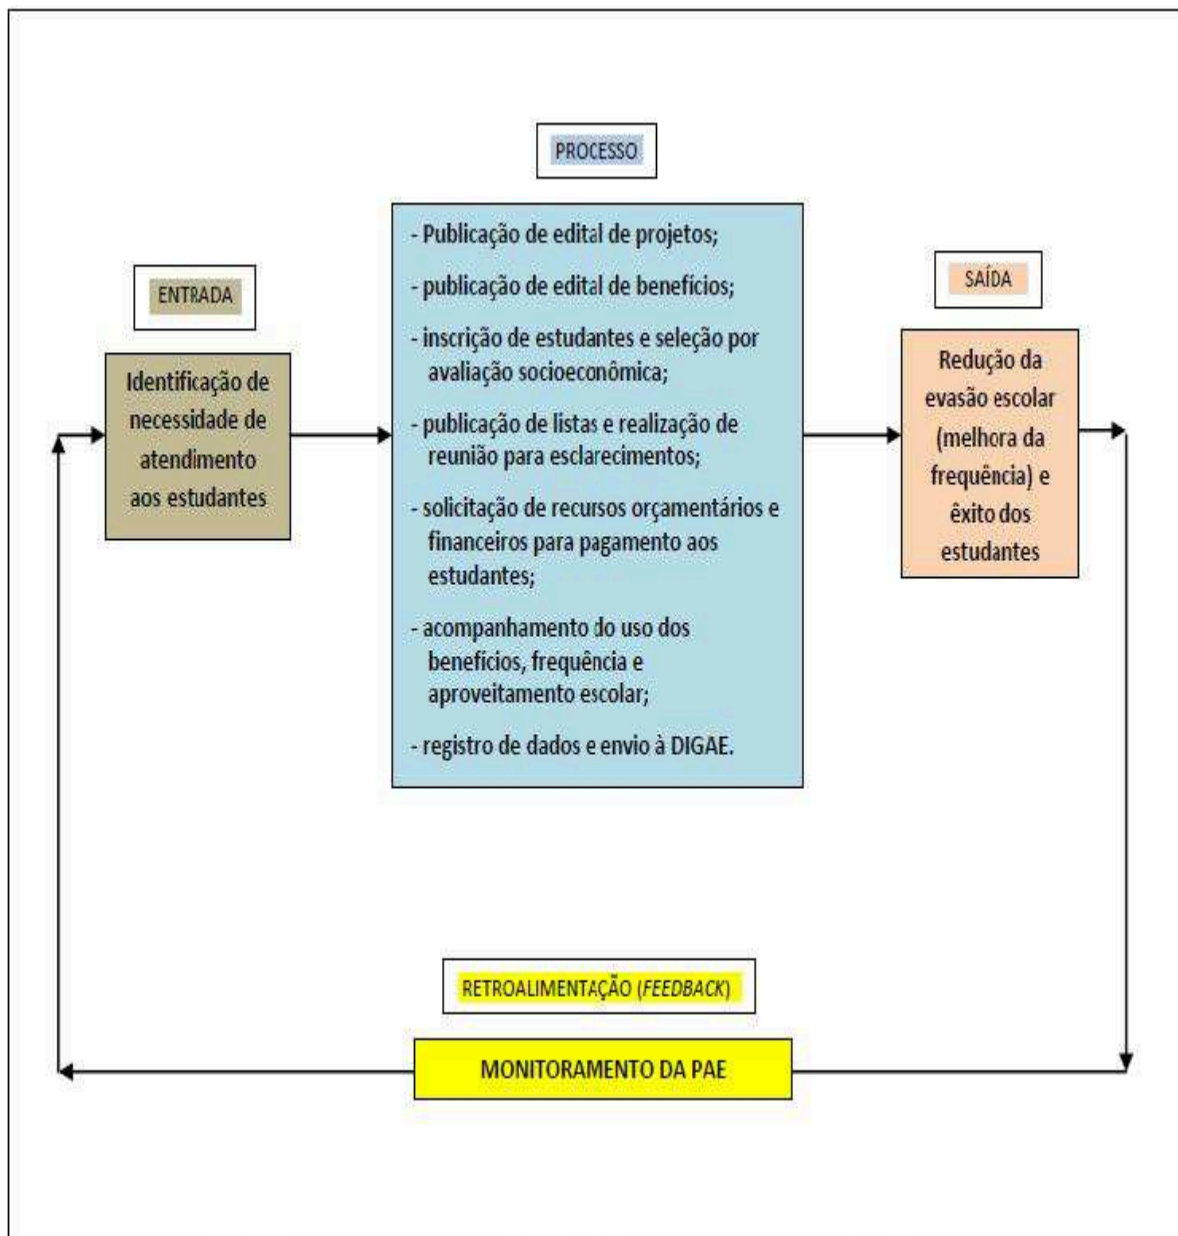 PROCESSO
- Publicação de edital de projetos;
- publicação de edital de benefícios;
- inscrição de estudantes e seleção por
avaliação socioeconômica;
- publicação de listas e realização de
reunião para esclarecimentos;
- solicitação de recursos orçamentários e
financeiros para pagamento aos
estudantes;
- acompanhamento do uso dos
benefícios, frequência e
aproveitamento escolar;
- registro de dados e envio à DIGAE.
ENTRADA
Identificação de
necessidade de
atendimento
aos estudantes
SAÍDA
Redução da
evasão escolar
(melhora da
frequência) e
êxito dos
estudantes
RETROALIMENTAÇÃO (FEEDBACK)
MONITORAMENTO DA PAE